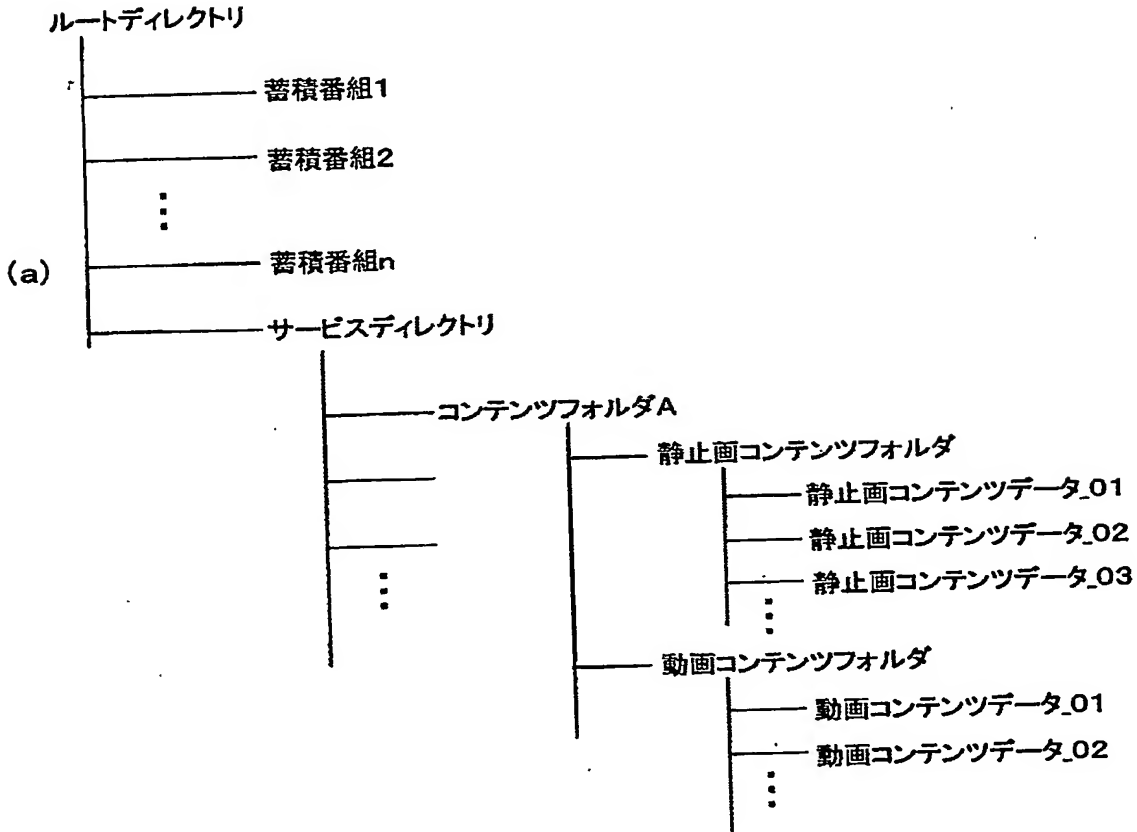 ルートディレクトリ
蓄積番組1
蓄積番組2
蓄積番組n
(a)
サービスディレクトリ
コンテンツフォルダA
静止画コンテンツフォルダ
静止画コンテンツデータ_01
静止画コンテンツデータ_02
静止画コンテンツデータ_03
動画コンテンツフォルダ
動画コンテンツデータ_01
動画コンテンツデータ_02